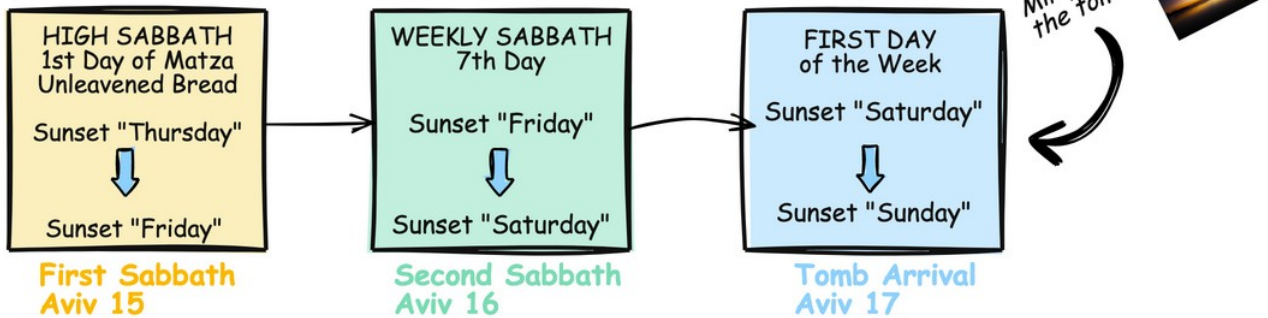 HIGH SABBATH
1st Day of Matza
Unleavened Bread
Sunset "Thursday"
Sunset "Friday"
First Sabbath
Aviv 15
WEEKLY SABBATH
7th Day
Sunset "Friday"
Sunset "Saturday"
Second Sabbath
Aviv 16
FIRST DAY
of the Week
Sunset "Saturday"
Sunset "Sunday"
Tomb Arrival
Aviv 17
the